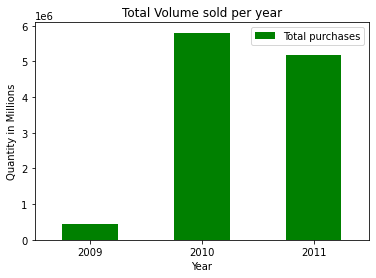 Total Volume sold per year
1e6
Total purchases
6
5
4
3
2
1
0
Quantity in Millions
2009 2010 2011
Year